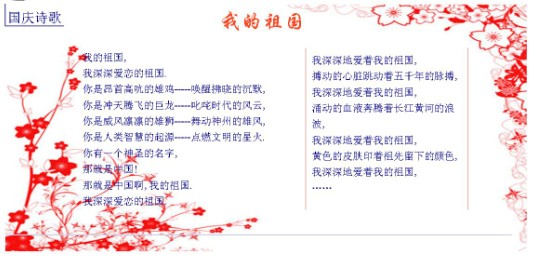 国庆诗歌
我的祖国
我的祖国,
我深深爱恋的祖国.
你是昂首高吭的雄鸡-----唤醒拂晓的沉默,
你是冲天腾飞的巨龙-----叱咤时代的风云,
你是威风凛凛的雄狮-----舞动神州的雄风,
你是人类智慧的起源-----点燃文明的星火.
你有一个神圣的名字,
那就是中国!
那就是中国啊,我的祖国.
我深深爱恋的祖国.
我深深地爱着我的祖国,
搏动的心脏跳动着五千年的脉搏,
我深深地爱着我的祖国,
涌动的血液奔腾着长江黄河的浪
波,
我深深地爱着我的祖国,
黄色的皮肤印着祖先留下的颜色,
我深深地爱着我的祖国,
......